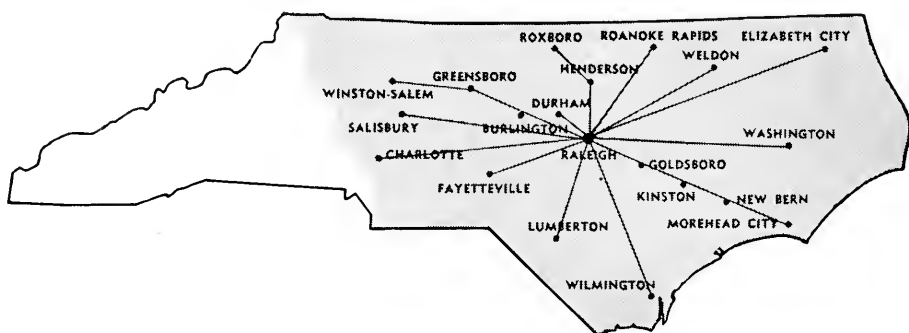 ROXBORO
ROANOKE RAPIDS
ELIZABETH CITY
WELDON
GREENSBORO
HENDERSON
WINSTON-SALEM
DURHAM
SALISBURY
BURLINGTON
WASHINGTON
CHARLOTTE
RALEIGH
GOLDSBORO
FAYETTEVILLE
KINSTON
NEW BERN
LUMBERTON
MOREHEAD CITY
WILMINGTON